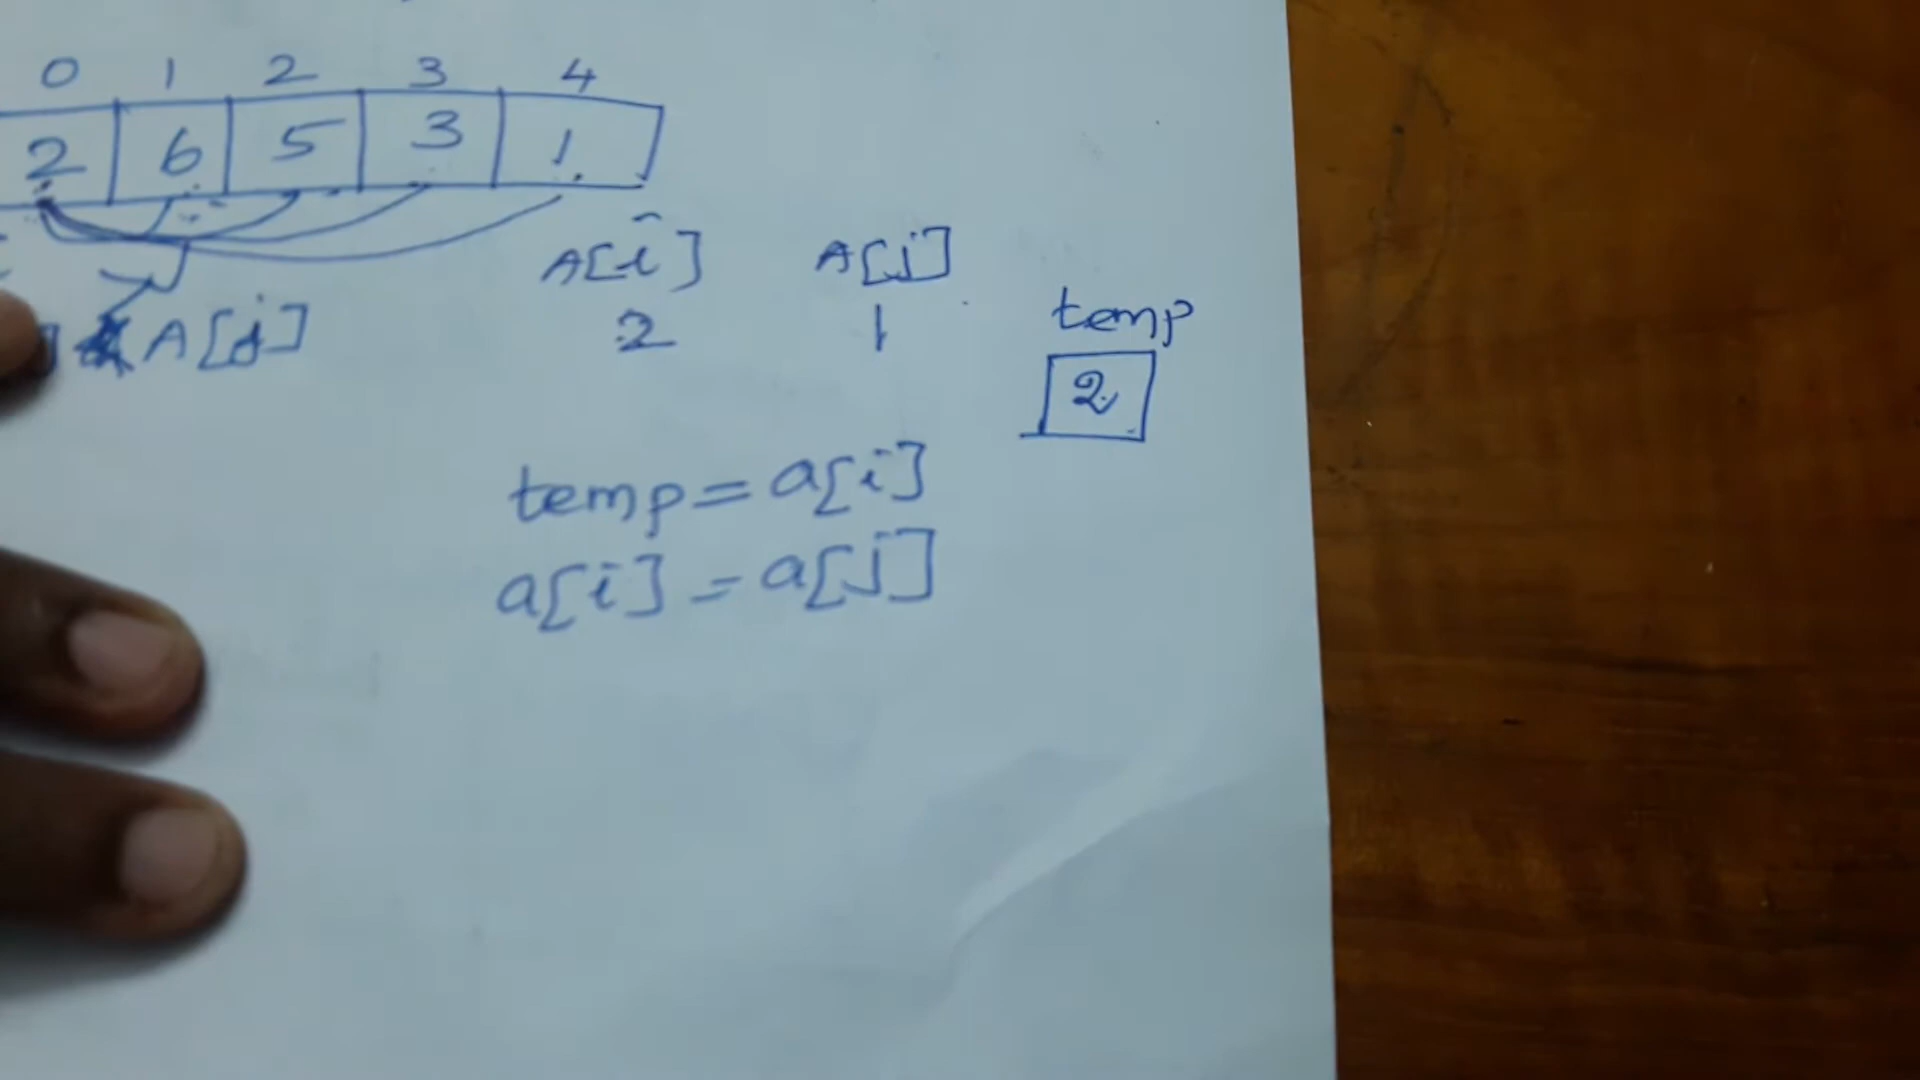 0 1 2 3 4
2 6 5 3 1
A[i] A[j]
2 1
temp
2
A[j]
temp = a[i]
a[i] = a[j]